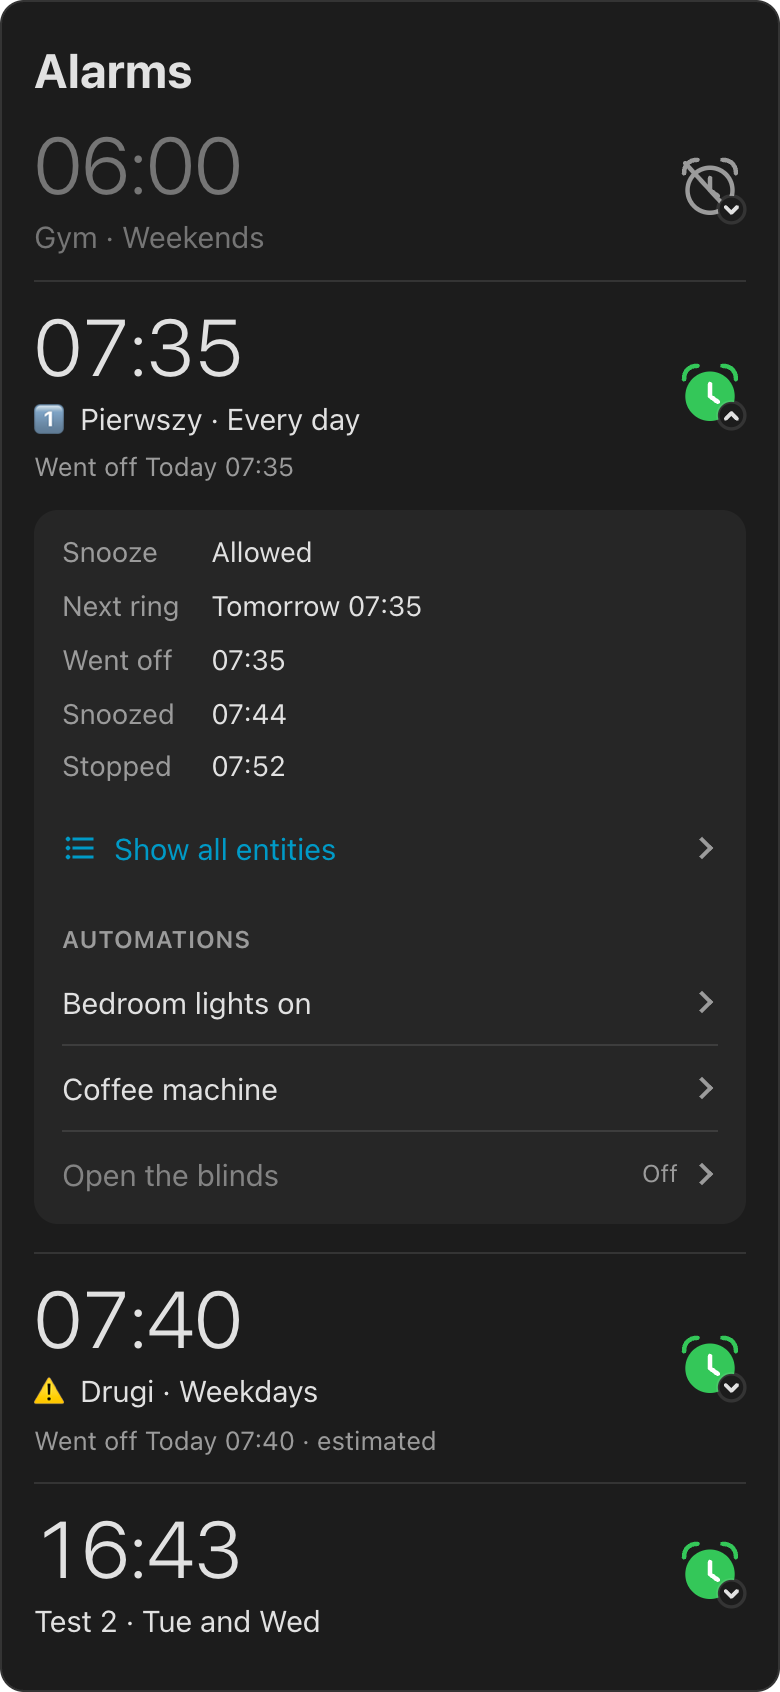 Alarms
06:00
Gym · Weekends
07:35
1️⃣ Pierwszy · Every day
Went off Today 07:35
Snooze Allowed
Next ring Tomorrow 07:35
Went off 07:35
Snoozed 07:44
Stopped 07:52
Show all entities
AUTOMATIONS
Bedroom lights on
Coffee machine
Open the blinds Off
07:40
⚠️ Drugi · Weekdays
Went off Today 07:40 · estimated
16:43
Test 2 · Tue and Wed